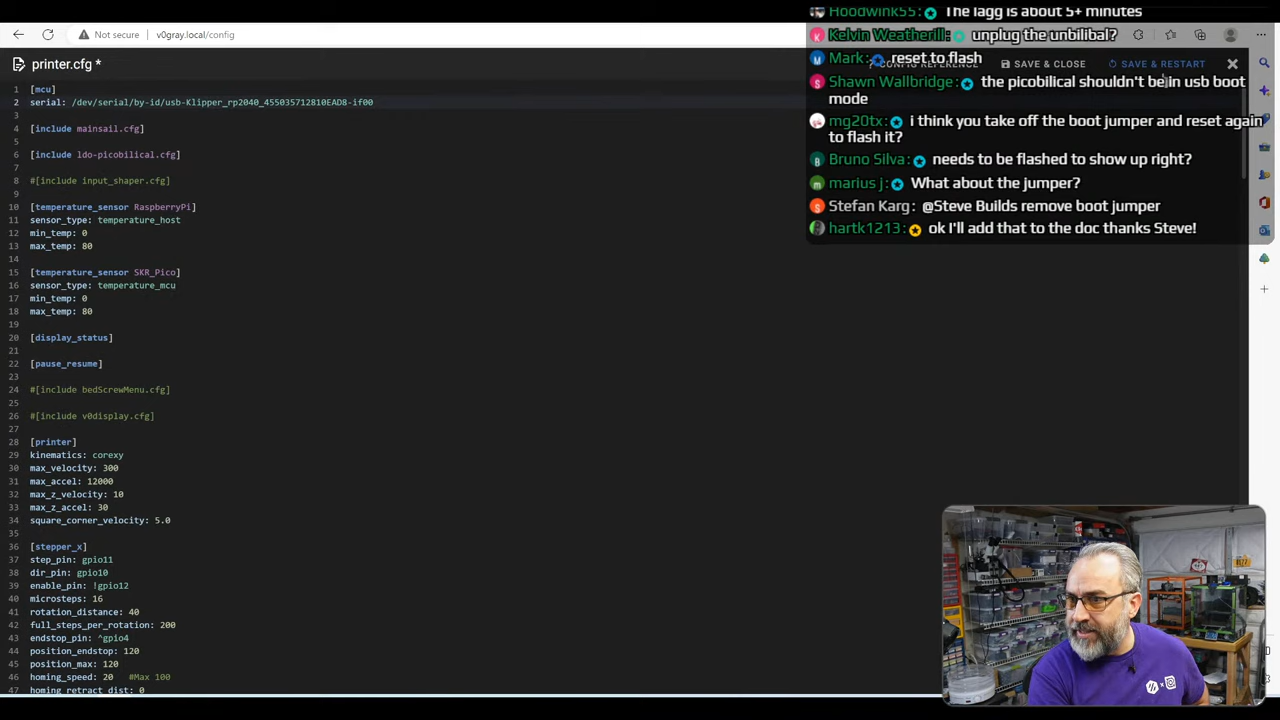 Not secure
v0gray.local/config
printer.cfg *
SAVE & CLOSE
SAVE & RESTART
Hoodwink55: The lagg is about 5+ minutes
Kelvin Weatherill: unplug the unbilibal?
Mark: reset to flash
Shawn Wallbridge: the picobilical shouldn't be in usb boot
mode
mg20tx: i think you take off the boot jumper and reset again
to flash it?
Bruno Silva: needs to be flashed to show up right?
marius j: What about the jumper?
Stefan Karg: @Steve Builds remove boot jumper
hartk1213: ok I'll add that to the doc thanks Steve!
1 [mcu]
2 serial: /dev/serial/by-id/usb-Klipper_rp2040_455035712810EAD8-if00
3
4 [include mainsail.cfg]
5
6 [include ldo-picobilical.cfg]
7
8 #[include input_shaper.cfg]
9
10 [temperature_sensor RaspberryPi]
11 sensor_type: temperature_host
12 min_temp: 0
13 max_temp: 80
14
15 [temperature_sensor SKR_Pico]
16 sensor_type: temperature_mcu
17 min_temp: 0
18 max_temp: 80
19
20 [display_status]
21
22 [pause_resume]
23
24 #[include bedScrewMenu.cfg]
25
26 #[include v0display.cfg]
27
28 [printer]
29 kinematics: corexy
30 max_velocity: 300
31 max_accel: 12000
32 max_z_velocity: 10
33 max_z_accel: 30
34 square_corner_velocity: 5.0
35
36 [stepper_x]
37 step_pin: gpio11
38 dir_pin: gpio10
39 enable_pin: !gpio12
40 microsteps: 16
41 rotation_distance: 40
42 full_steps_per_rotation: 200
43 endstop_pin: ^gpio4
44 position_endstop: 120
45 position_max: 120
46 homing_speed: 20 #Max 100
47 homing_retract_dist: 0